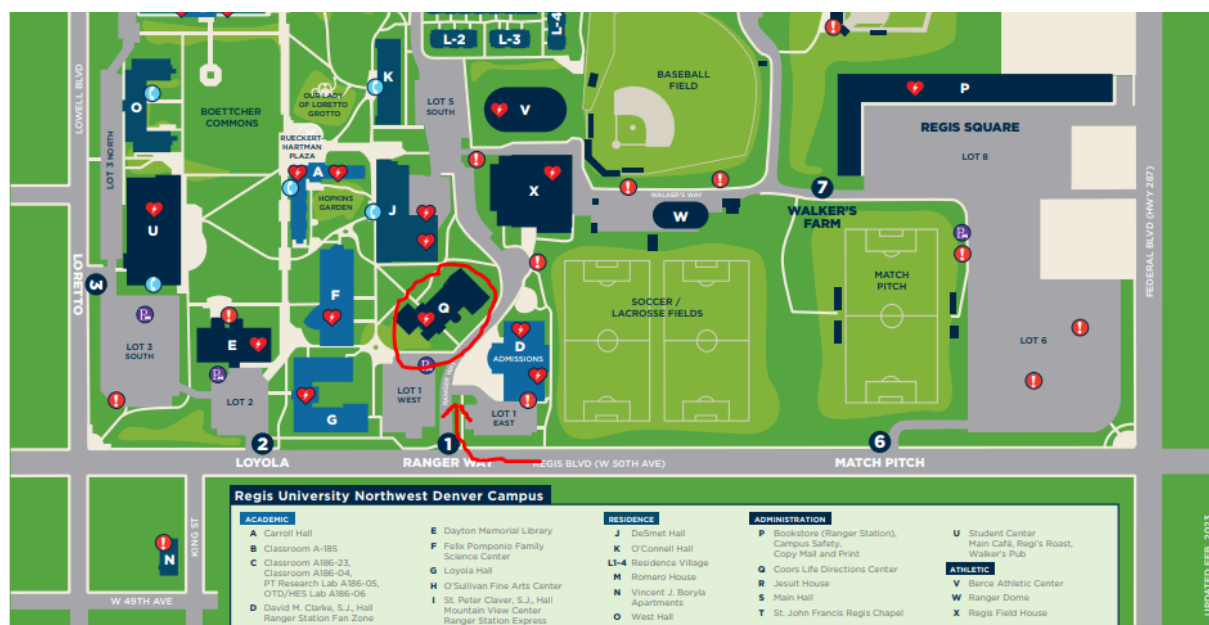 L-2
L-3
L-4
LOWELL BLVD
K
O
OUR LADY
OF LORETTO
GROTTO
BOETTCHER
COMMONS
LOT 5
SOUTH
V
BASEBALL
FIELD
P
REGIS SQUARE
LOT 8
LOT 3 NORTH
RUECKERT-
HARTMAN
PLAZA
A
HOPKINS
GARDEN
J
X
WALKER'S WAY
W
7
WALKER'S
FARM
U
LORETTO
3
F
Q
SOCCER /
LACROSSE FIELDS
MATCH
PITCH
FEDERAL BLVD (HWY 287)
P
P
P
P
LOT 3
SOUTH
E
D
ADMISSIONS
LOT 6
LOT 2
G
LOT 1
WEST
RANGER WAY
LOT 1
EAST
2
LOYOLA
1
RANGER WAY
REGIS BLVD (W 50TH AVE)
6
MATCH PITCH
KING ST
N
W 49TH AVE
Regis University Northwest Denver Campus
ACADEMIC
A Carroll Hall
B Classroom A-185
C Classroom A186-23,
Classroom A186-04,
PT Research Lab A186-05,
OTD/HES Lab A186-06
D David M. Clarke, S.J., Hall
Ranger Station Fan Zone
E Dayton Memorial Library
F Felix Pomponio Family
Science Center
G Loyola Hall
H O'Sullivan Fine Arts Center
I St. Peter Claver, S.J., Hall
Mountain View Center
Ranger Station Express
RESIDENCE
J DeSmet Hall
K O'Connell Hall
L1-4 Residence Village
M Romero House
N Vincent J. Boryla
Apartments
O West Hall
ADMINISTRATION
P Bookstore (Ranger Station),
Campus Safety,
Copy Mail and Print
Q Coors Life Directions Center
R Jesuit House
S Main Hall
T St. John Francis Regis Chapel
U Student Center
Main Café, Regi's Roast,
Walker's Pub
ATHLETIC
V Berce Athletic Center
W Ranger Dome
X Regis Field House
UPDATED FEB. 2023